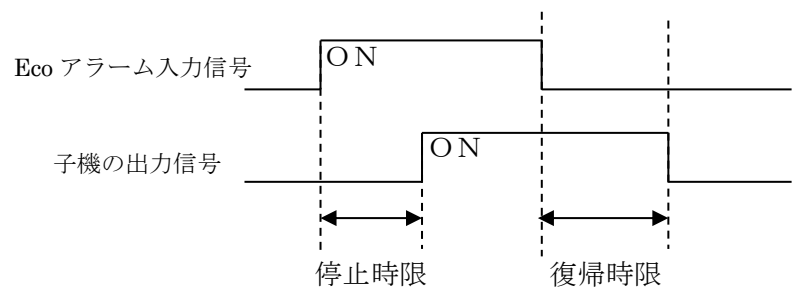 ON
Eco アラーム入力信号
ON
子機の出力信号
停止時限
復帰時限